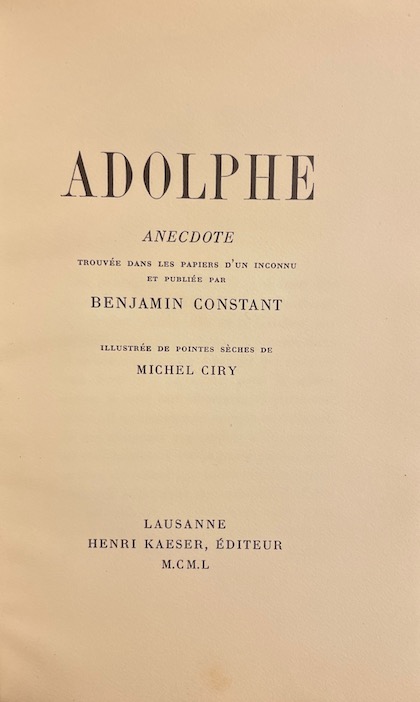 ADOLPHE
ANECDOTE
TROUVÉE DANS LES PAPIERS D'UN INCONNU
ET PUBLIÉE PAR
BENJAMIN CONSTANT
ILLUSTRÉE DE POINTES SÈCHES DE
MICHEL CIRY
LAUSANNE
HENRI KAESER, ÉDITEUR
M.CM.L